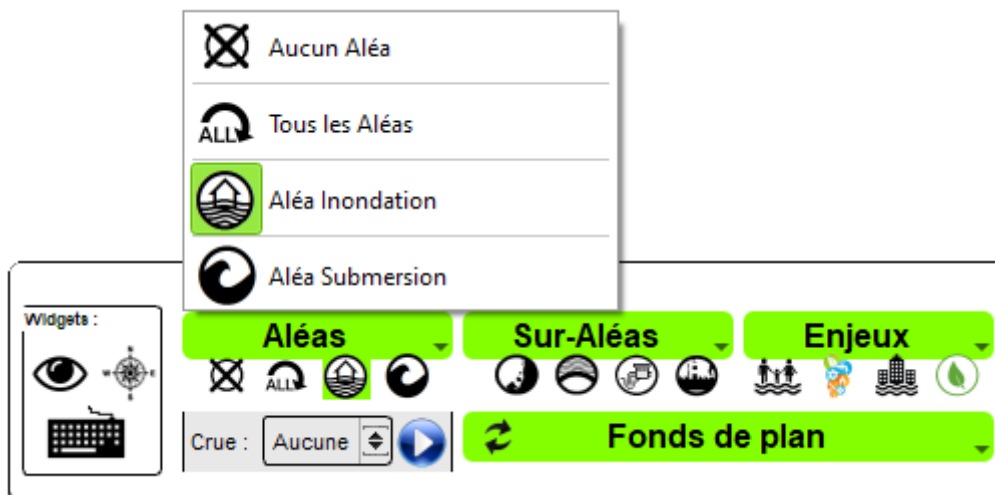 Aucun Aléa
ALL Tous les Aléas
Aléa Inondation
Aléa Submersion
Widgets :
Aléas Sur-Aléas Enjeux
ALL
Crue : Aucune Fonds de plan